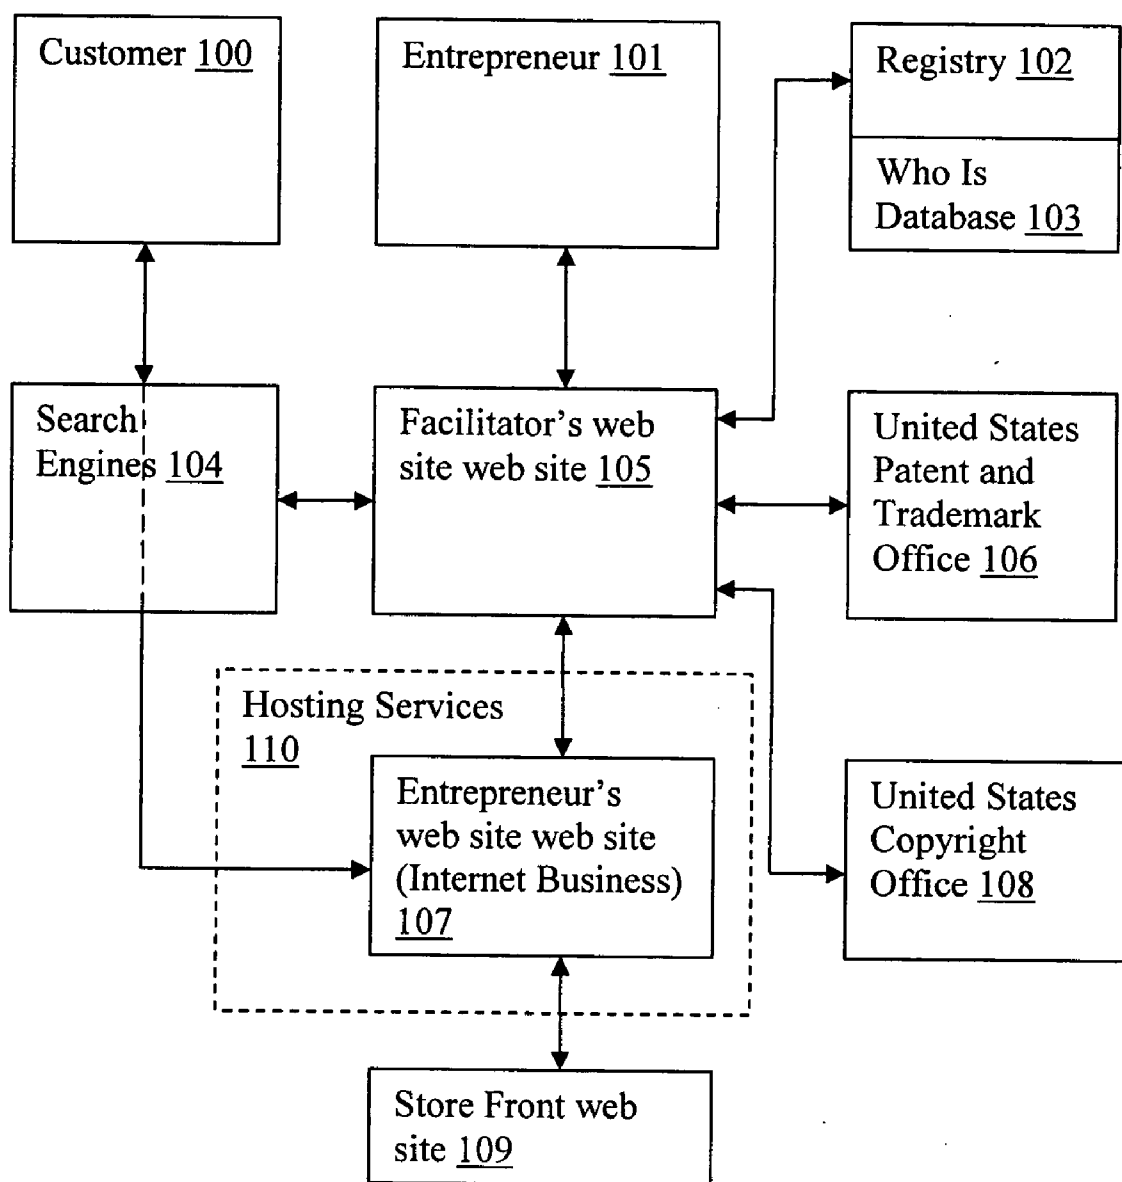 Customer 100
Entrepreneur 101
Registry 102
Who Is
Database 103
Search
Engines 104
Facilitator's web
site web site 105
United States
Patent and
Trademark
Office 106
Hosting Services
110
Entrepreneur's
web site web site
(Internet Business)
107
United States
Copyright
Office 108
Store Front web
site 109